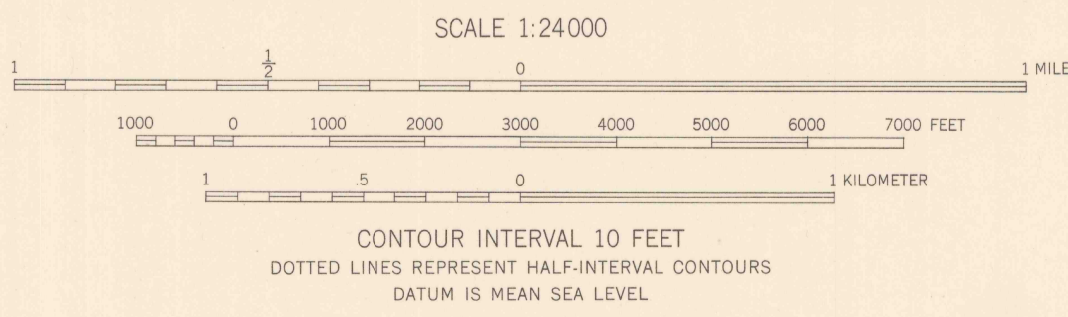 SCALE 1:24000
1 1/2 0 1 MILE
1000 0 1000 2000 3000 4000 5000 6000 7000 FEET
1 .5 0 1 KILOMETER
CONTOUR INTERVAL 10 FEET
DOTTED LINES REPRESENT HALF-INTERVAL CONTOURS
DATUM IS MEAN SEA LEVEL